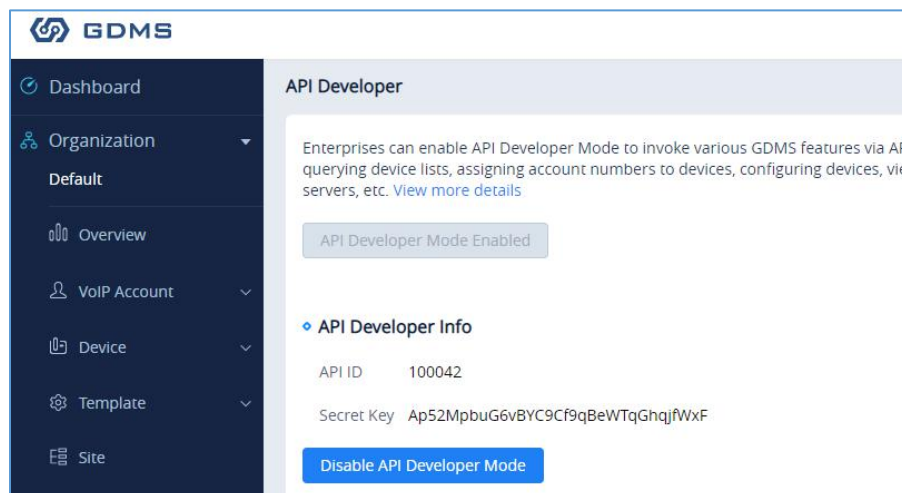 GDMS
Dashboard
Organization
Default
Overview
VoIP Account
Device
Template
Site
API Developer
Enterprises can enable API Developer Mode to invoke various GDMS features via
querying device lists, assigning account numbers to devices, configuring devices,
servers, etc. View more details
API Developer Mode Enabled
API Developer Info
API ID 100042
Secret Key Ap52MpbuG6vBYC9Cf9qBeWTqGhqjfWxF
Disable API Developer Mode